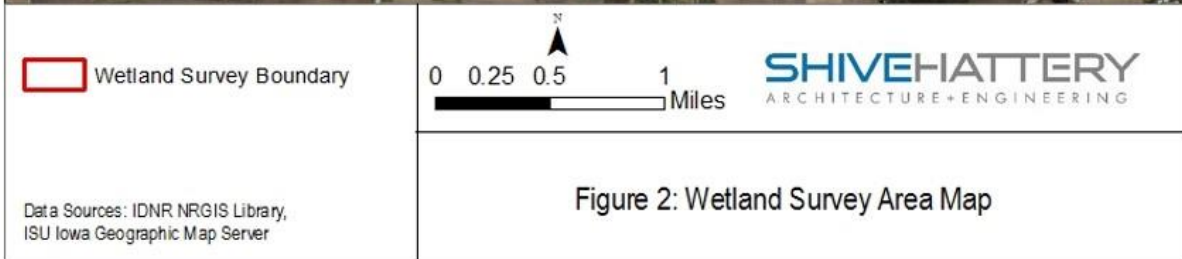 Wetland Survey Boundary
Data Sources: IDNR NRGIS Library,
ISU Iowa Geographic Map Server
N
0 0.25 0.5 1
Miles
SHIVEHATTERY
ARCHITECTURE+ENGINEERING
Figure 2: Wetland Survey Area Map